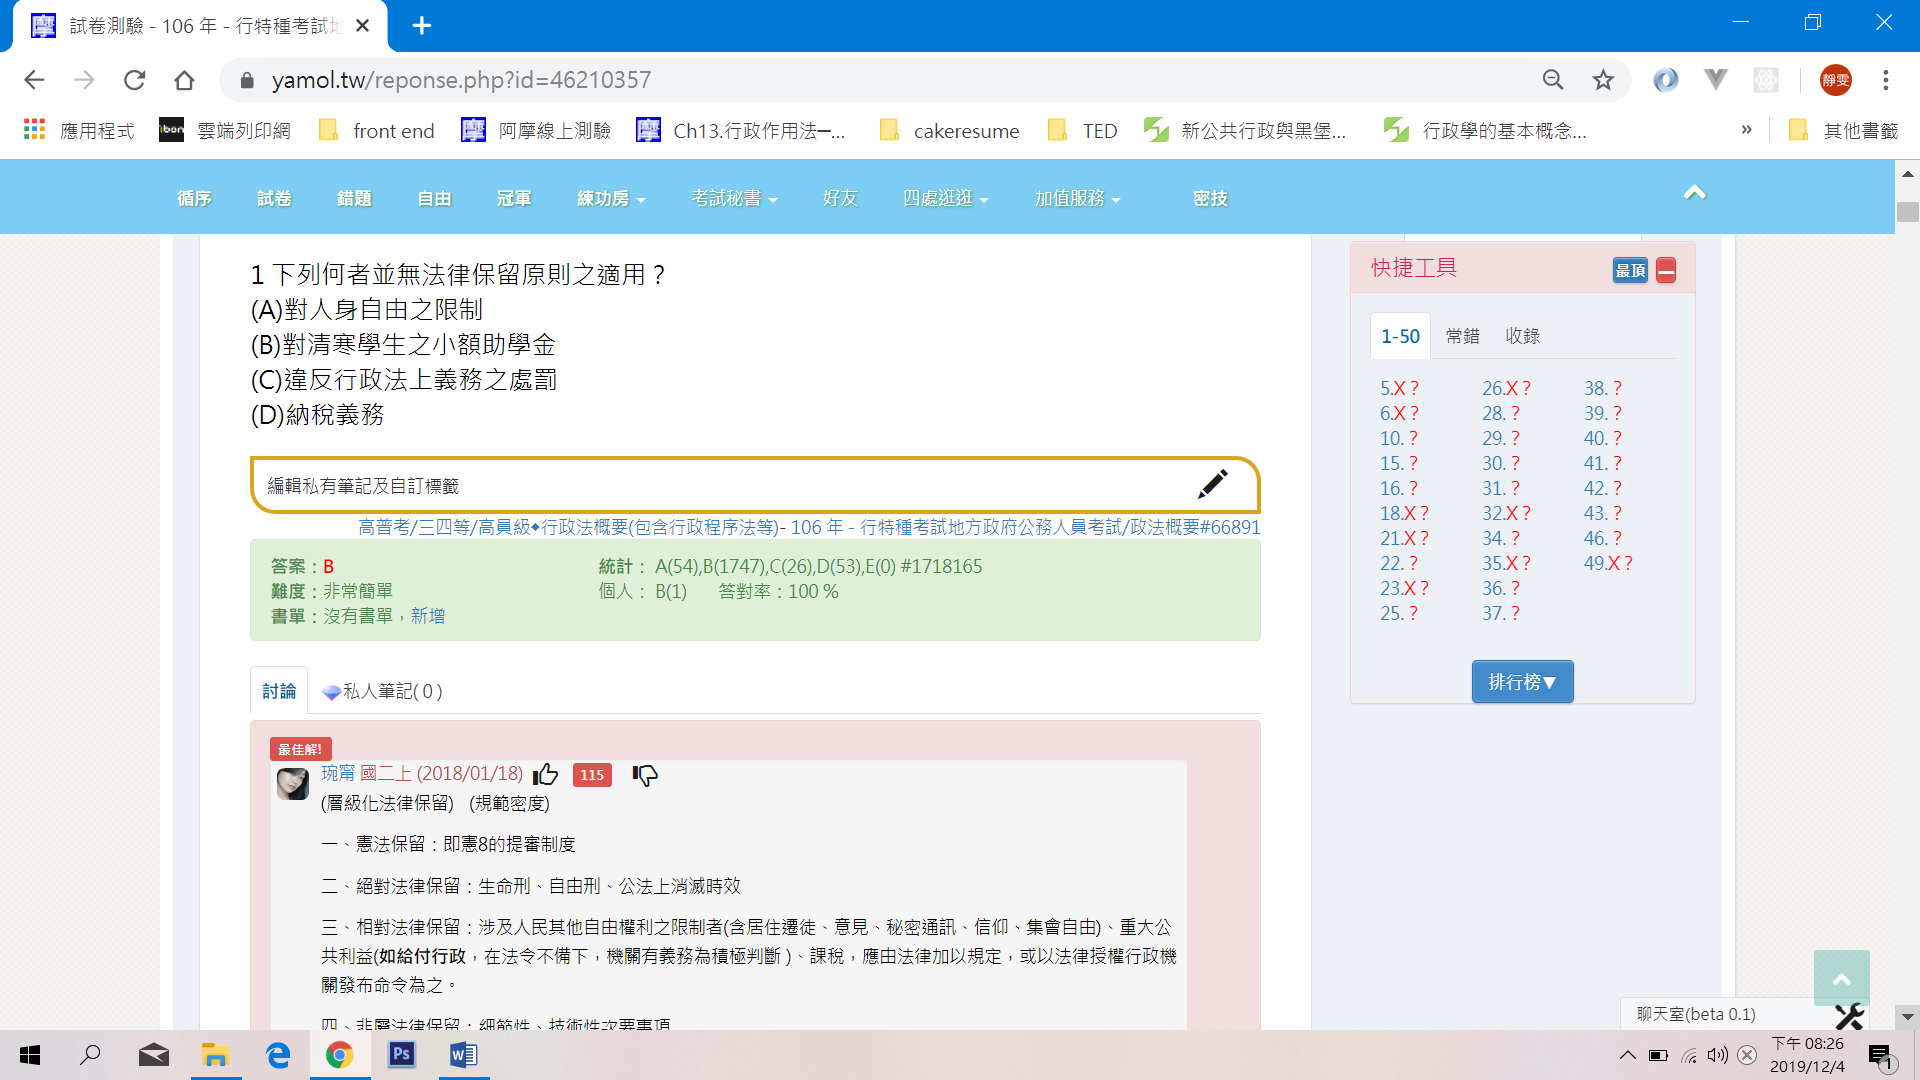 試卷測驗 - 106 年 - 行特種考試地
yamol.tw/reponse.php?id=46210357
靜雯
應用程式
ibon
雲端列印網
front end
阿摩線上測驗
Ch13.行政作用法─...
cakeresume
TED
新公共行政與黑堡...
行政學的基本概念...
»
其他書籤
循序
試卷
錯題
自由
冠軍
練功房
考試秘書
好友
四處逛逛
加值服務
密技
1 下列何者並無法律保留原則之適用？
(A)對人身自由之限制
(B)對清寒學生之小額助學金
(C)違反行政法上義務之處罰
(D)納稅義務
編輯私有筆記及自訂標籤
高普考/三四等/高員級◆行政法概要(包含行政程序法等)- 106 年 - 行特種考試地方政府公務人員考試/政法概要#66891
答案：B
難度：非常簡單
書單：沒有書單，新增
統計： A(54),B(1747),C(26),D(53),E(0) #1718165
個人： B(1) 答對率：100 %
討論
私人筆記( 0 )
最佳解!
琬甯 國二上 (2018/01/18) 115
(層級化法律保留) (規範密度)
一、憲法保留：即憲8的提審制度
二、絕對法律保留：生命刑、自由刑、公法上消滅時效
三、相對法律保留：涉及人民其他自由權利之限制者(含居住遷徒、意見、秘密通訊、信仰、集會自由)、重大公
共利益(如給付行政，在法令不備下，機關有義務為積極判斷 )、課稅，應由法律加以規定，或以法律授權行政機
關發布命令為之。
四、非屬法律保留：細節性、技術性次要事項
快捷工具
最頂
1-50
常錯
收錄
5.X ? 26.X ? 38. ?
6.X ? 28. ? 39. ?
10. ? 29. ? 40. ?
15. ? 30. ? 41. ?
16. ? 31. ? 42. ?
18.X ? 32.X ? 43. ?
21.X ? 34. ? 46. ?
22. ? 35.X ? 49.X ?
23.X ? 36. ?
25. ? 37. ?
排行榜▼
聊天室(beta 0.1)
Ps
下午 08:26
2019/12/4
1